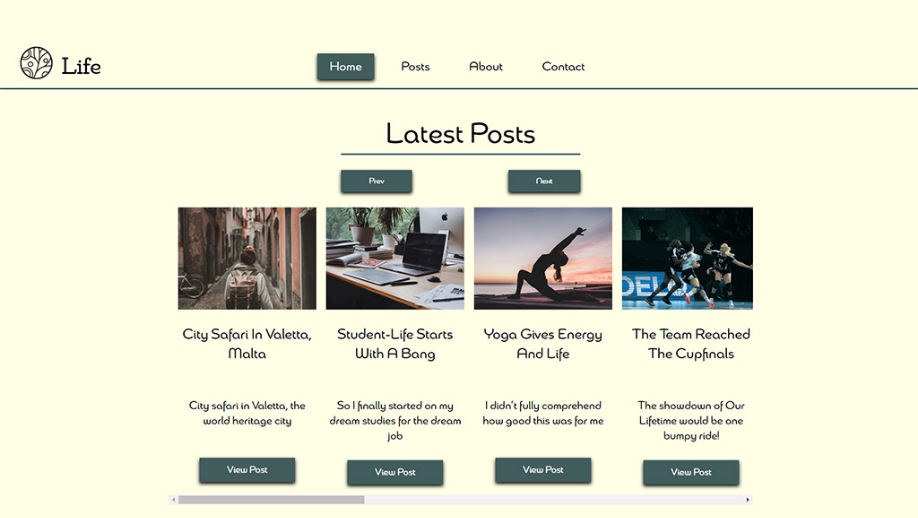 Life
Home
Posts
About
Contact
Latest Posts
Prev
Next
City Safari In Valetta,
Malta
Student-Life Starts
With A Bang
Yoga Gives Energy
And Life
The Team Reached
The Cupfinals
City safari in Valetta, the
world heritage city
So I finally started on my
dream studies for the dream
job
I didn't fully comprehend
how good this was for me
The showdown of Our
Lifetime would be one
bumpy ride!
View Post
View Post
View Post
View Post